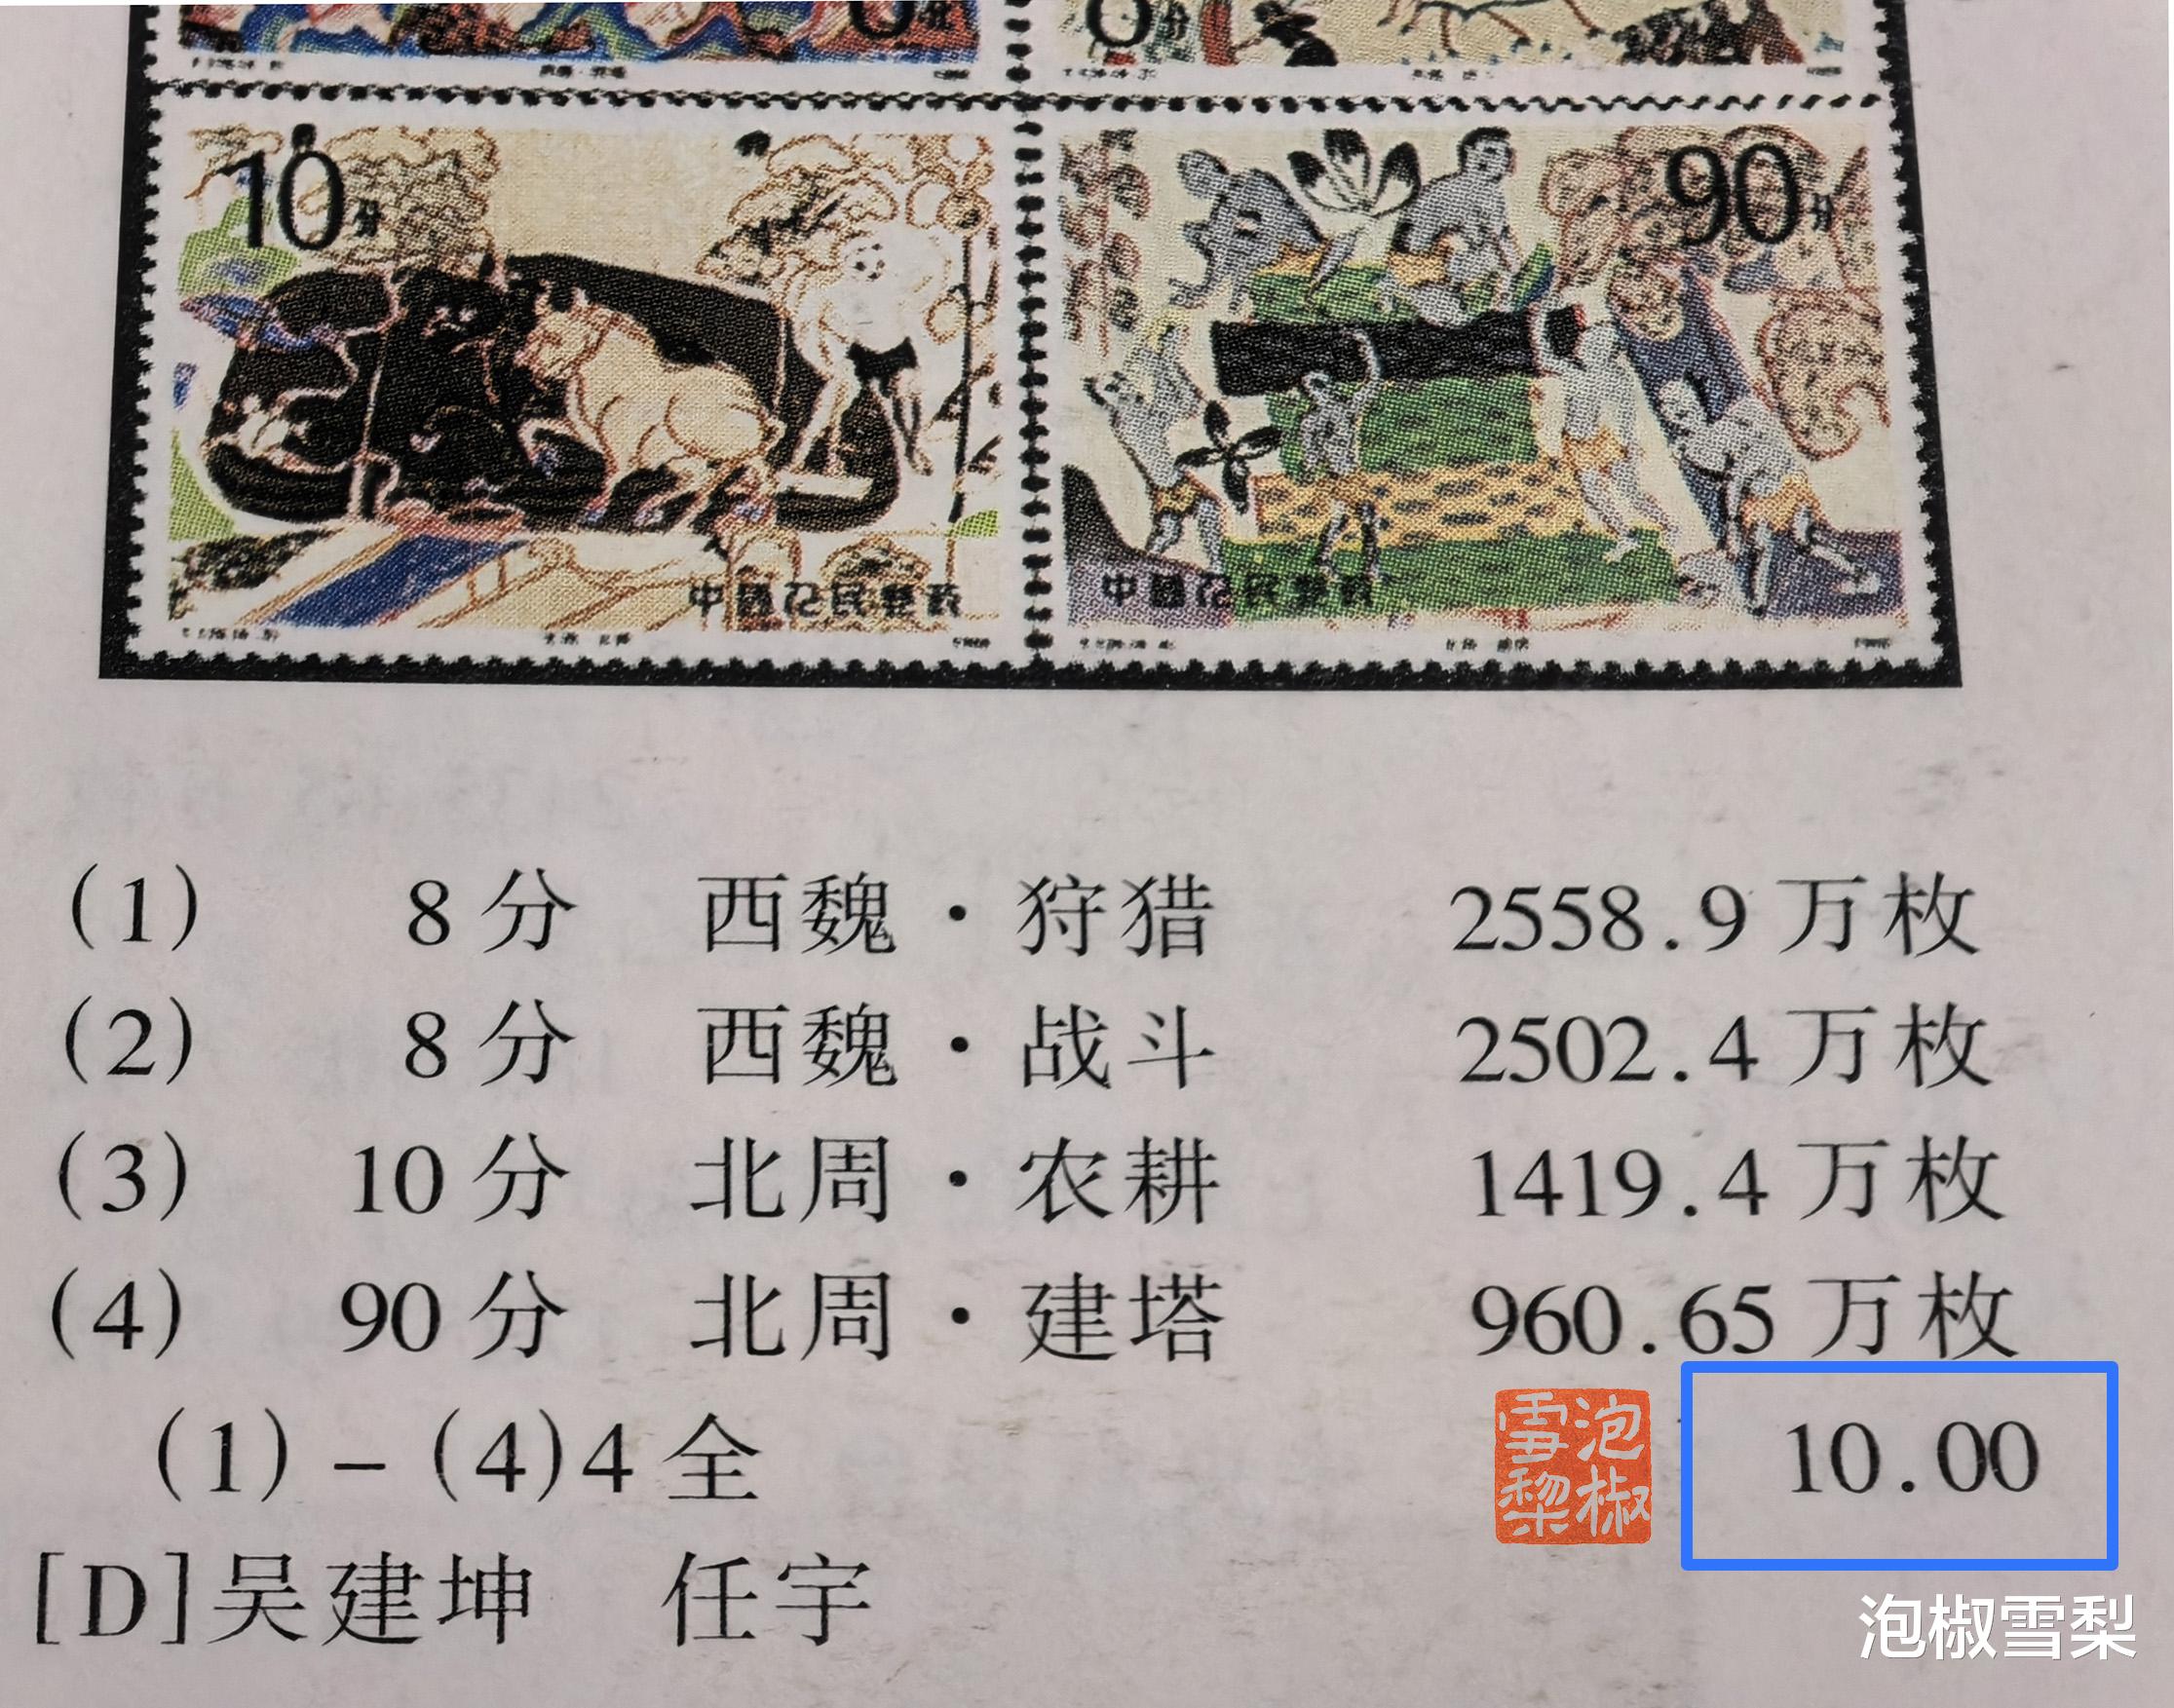 8分
8分
10分
90分
中国人民邮政
中国人民邮政
(1) 8分 西魏·狩猎 2558.9万枚
(2) 8分 西魏·战斗 2502.4万枚
(3) 10分 北周·农耕 1419.4万枚
(4) 90分 北周·建塔 960.65万枚
(1)-(4)4全 10.00
泡椒雪梨
[D]吴建坤 任宇
泡椒雪梨